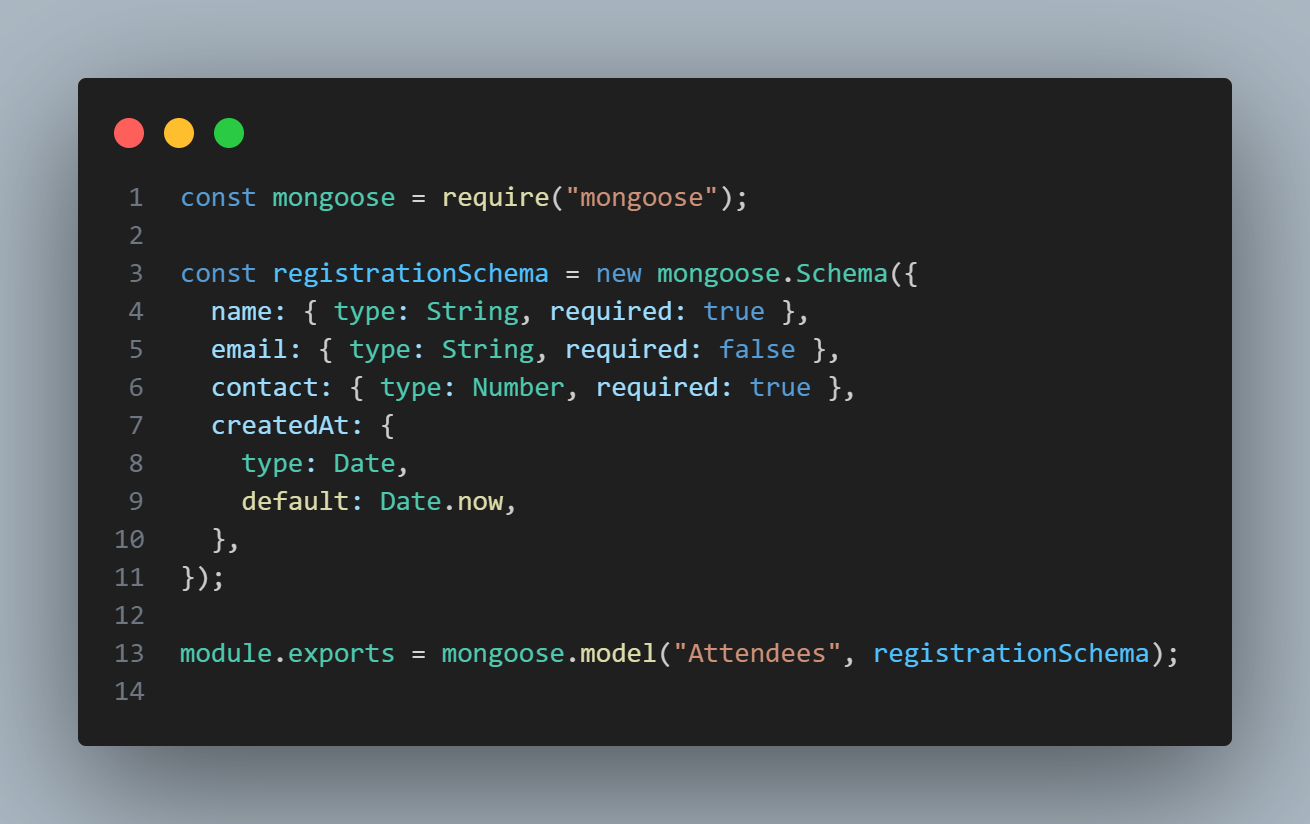 1 const mongoose = require("mongoose");
2
3 const registrationSchema = new mongoose.Schema({
4   name: { type: String, required: true },
5   email: { type: String, required: false },
6   contact: { type: Number, required: true },
7   createdAt: {
8     type: Date,
9     default: Date.now,
10   },
11 });
12
13 module.exports = mongoose.model("Attendees", registrationSchema);
14